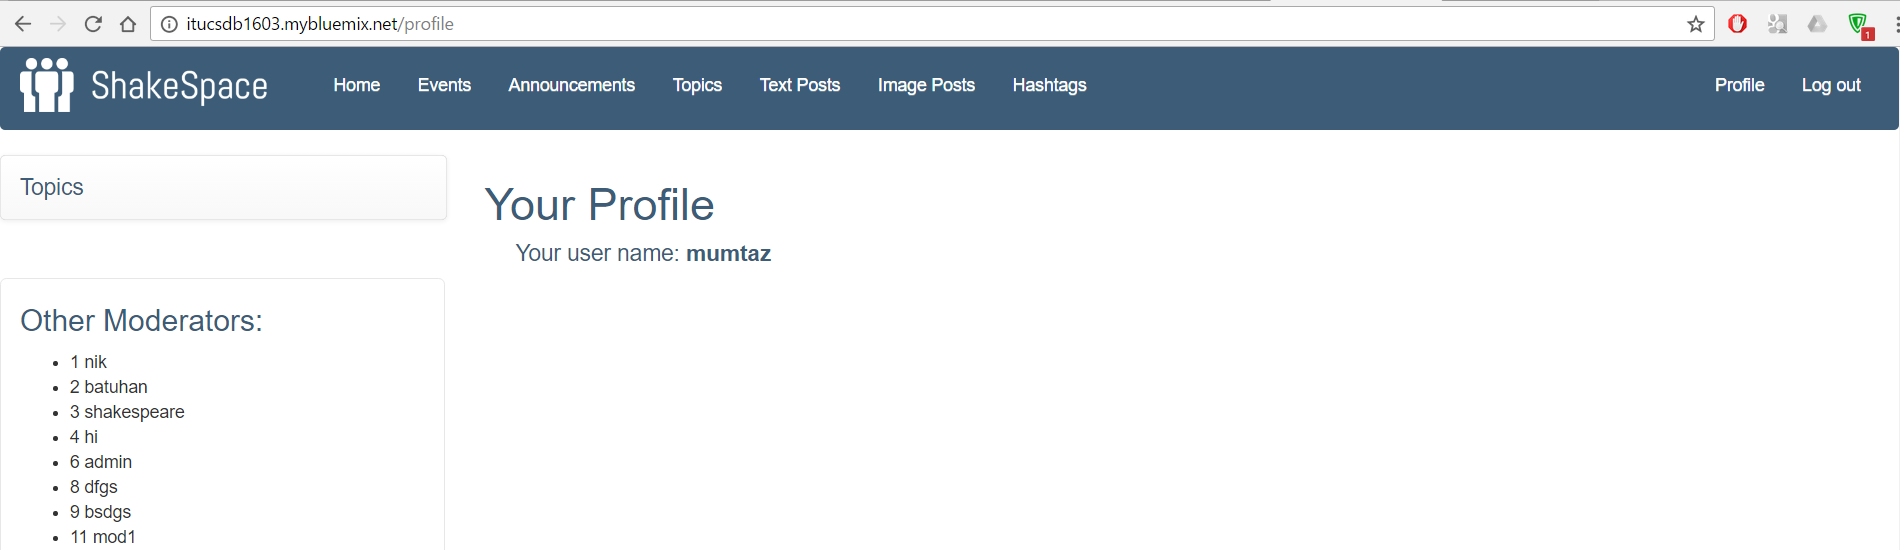 itucsdb1603.mybluemix.net/profile
1
ShakeSpace Home Events Announcements Topics Text Posts Image Posts Hashtags Profile Log out
Topics
Your Profile
Your user name: mumtaz
Other Moderators:
1 nik
2 batuhan
3 shakespeare
4 hi
6 admin
8 dfgs
9 bsdgs
11 mod1